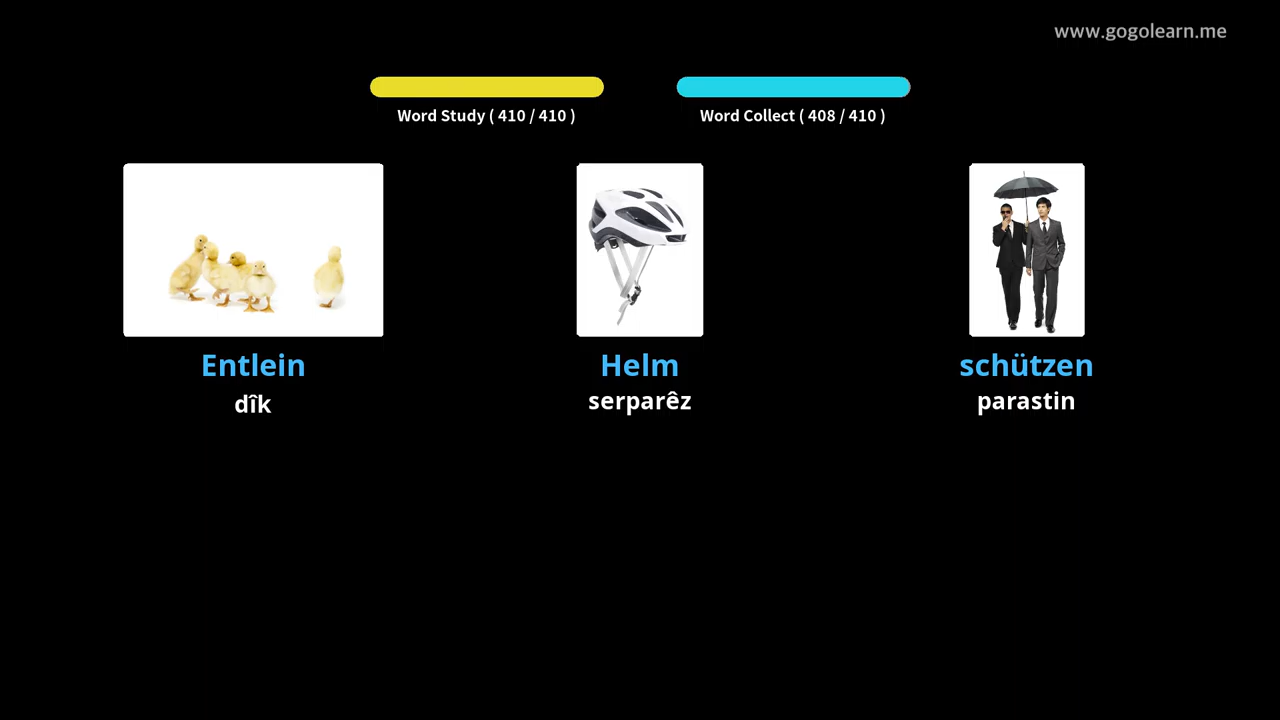 www.gogolearn.me
Word Study ( 410 / 410 )
Word Collect ( 408 / 410 )
Entlein
dîk
Helm
serparêz
schützen
parastin